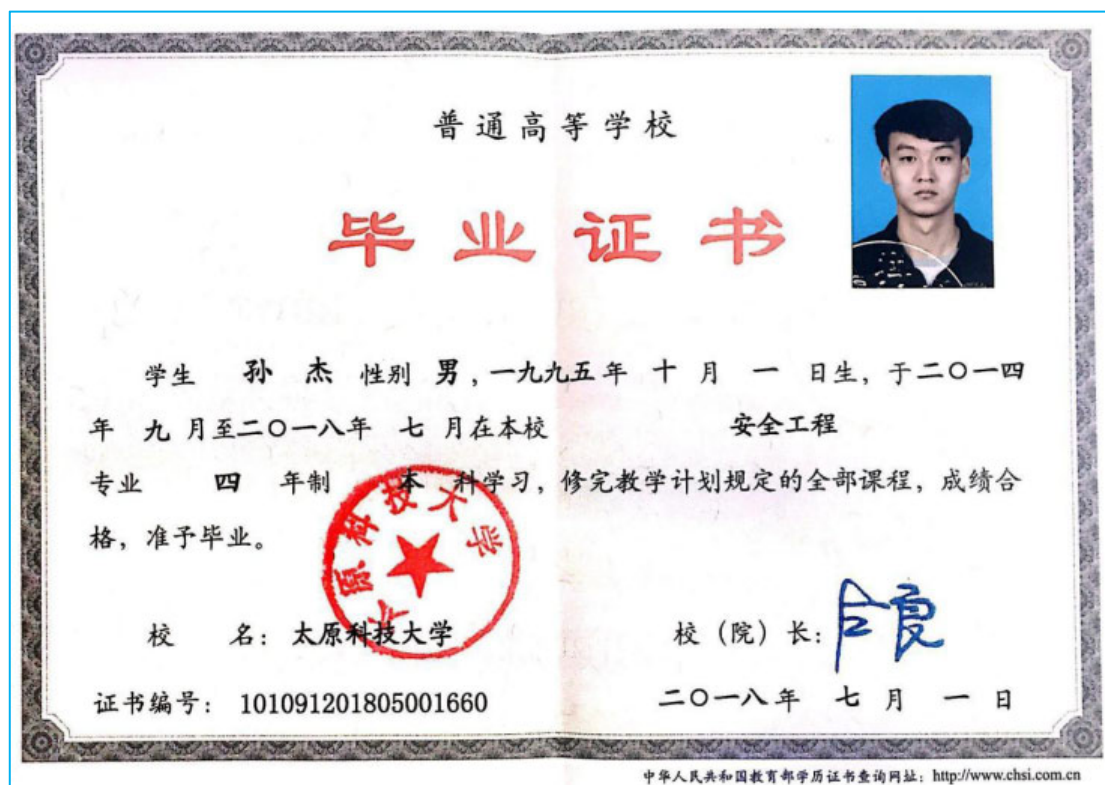 普通高等学校
毕业证书
学生 孙杰 性别 男，一九九五年 十 月 一 日生，于二〇一四
年 九 月至二〇一八年 七 月在本校 安全工程
专业 四 年制 本 科学习，修完教学计划规定的全部课程，成绩合
格，准予毕业。
太原科技大学
校 名：太原科技大学 校（院）长：
证书编号：101091201805001660 二〇一八年 七 月 一 日
中华人民共和国教育部学历证书查询网址：http://www.chsi.com.cn